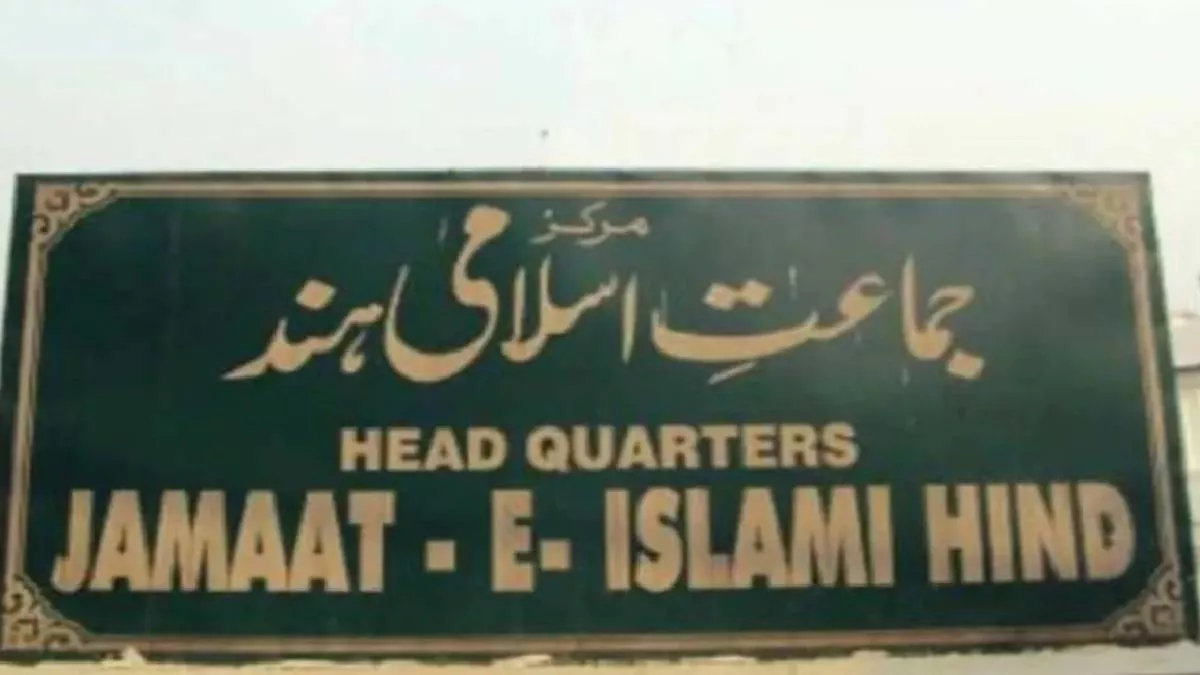 مرکز
جماعتِ اسلامی ہند
HEAD QUARTERS
JAMAAT - E - ISLAMI HIND